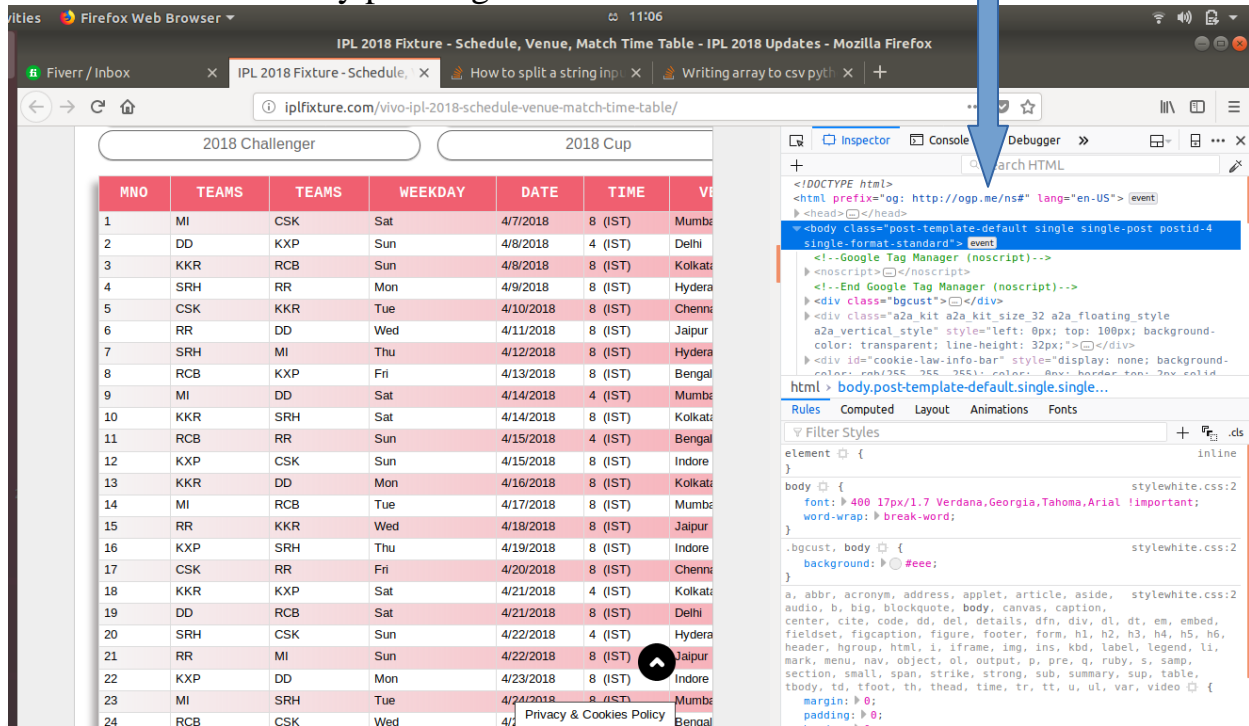 ities Firefox Web Browser 11:06
IPL 2018 Fixture - Schedule, Venue, Match Time Table - IPL 2018 Updates - Mozilla Firefox
Fiverr / Inbox IPL 2018 Fixture - Schedule, How to split a string inpu Writing array to csv pyth
iplfixture.com/vivo-ipl-2018-schedule-venue-match-time-table/
2018 Challenger 2018 Cup
MNO TEAMS TEAMS WEEKDAY DATE TIME VE
1 MI CSK Sat 4/7/2018 8 (IST) Mumba
2 DD KXP Sun 4/8/2018 4 (IST) Delhi
3 KKR RCB Sun 4/8/2018 8 (IST) Kolkata
4 SRH RR Mon 4/9/2018 8 (IST) Hydera
5 CSK KKR Tue 4/10/2018 8 (IST) Chenna
6 RR DD Wed 4/11/2018 8 (IST) Jaipur
7 SRH MI Thu 4/12/2018 8 (IST) Hydera
8 RCB KXP Fri 4/13/2018 8 (IST) Bengal
9 MI DD Sat 4/14/2018 4 (IST) Mumba
10 KKR SRH Sat 4/14/2018 8 (IST) Kolkata
11 RCB RR Sun 4/15/2018 4 (IST) Bengal
12 KXP CSK Sun 4/15/2018 8 (IST) Indore
13 KKR DD Mon 4/16/2018 8 (IST) Kolkata
14 MI RCB Tue 4/17/2018 8 (IST) Mumba
15 RR KKR Wed 4/18/2018 8 (IST) Jaipur
16 KXP SRH Thu 4/19/2018 8 (IST) Indore
17 CSK RR Fri 4/20/2018 8 (IST) Chenna
18 KKR KXP Sat 4/21/2018 4 (IST) Kolkata
19 DD RCB Sat 4/21/2018 8 (IST) Delhi
20 SRH CSK Sun 4/22/2018 4 (IST) Hydera
21 RR MI Sun 4/22/2018 8 (IST) Jaipur
22 KXP DD Mon 4/23/2018 8 (IST) Indore
23 MI SRH Tue 4/24/2018 8 (IST) Mumba
24 RCB CSK Wed 4/2 Bengal
Privacy & Cookies Policy
Inspector Console Debugger
Search HTML
<!DOCTYPE html>
<html prefix="og: http://ogp.me/ns#" lang="en-US"> event
<head></head>
<body class="post-template-default single single-post postid-4
single-format-standard"> event
<!--Google Tag Manager (noscript)-->
<noscript></noscript>
<!--End Google Tag Manager (noscript)-->
<div class="bgcust"></div>
<div class="a2a_kit a2a_kit_size_32 a2a_floating_style
a2a_vertical_style" style="left: 0px; top: 100px; background-
color: transparent; line-height: 32px;"></div>
<div id="cookie-law-info-bar" style="display: none; background-
html > body.post-template-default.single.single...
Rules Computed Layout Animations Fonts
Filter Styles + .cls
element { inline
}
body { stylewhite.css:2
font: 400 17px/1.7 Verdana,Georgia,Tahoma,Arial !important;
word-wrap: break-word;
}
.bgcust, body { stylewhite.css:2
background: #eee;
}
a, abbr, acronym, address, applet, article, aside, stylewhite.css:2
audio, b, big, blockquote, body, canvas, caption,
center, cite, code, dd, del, details, dfn, div, dl, dt, em, embed,
fieldset, figcaption, figure, footer, form, h1, h2, h3, h4, h5, h6,
header, hgroup, html, i, iframe, img, ins, kbd, label, legend, li,
mark, menu, nav, object, ol, output, p, pre, q, ruby, s, samp,
section, small, span, strike, strong, sub, summary, sup, table,
tbody, td, tfoot, th, thead, time, tr, tt, u, ul, var, video {
margin: 0;
padding: 0;